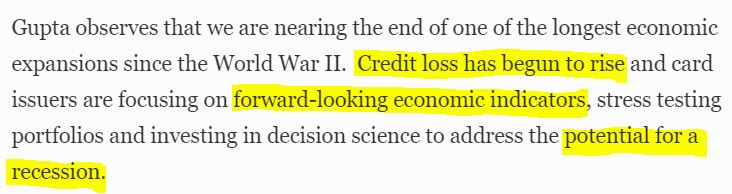 Gupta observes that we are nearing the end of one of the longest economic
expansions since the World War II.  Credit loss has begun to rise and card
issuers are focusing on forward-looking economic indicators, stress testing
portfolios and investing in decision science to address the potential for a
recession.